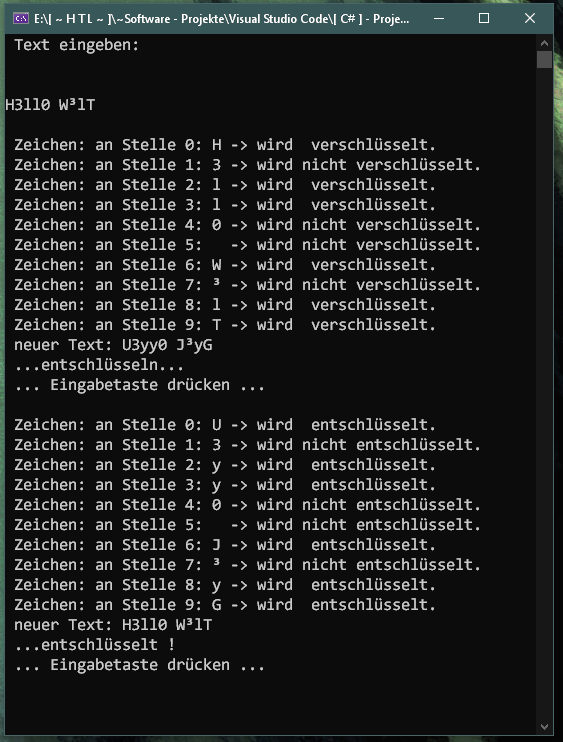 E:\[ ~ H T L ~ ]\~Software - Projekte\Visual Studio Code\[ C# ] - Proje...
Text eingeben:
H3ll0 W³lT
Zeichen: an Stelle 0: H -> wird  verschlüsselt.
Zeichen: an Stelle 1: 3 -> wird nicht verschlüsselt.
Zeichen: an Stelle 2: l -> wird  verschlüsselt.
Zeichen: an Stelle 3: l -> wird  verschlüsselt.
Zeichen: an Stelle 4: 0 -> wird nicht verschlüsselt.
Zeichen: an Stelle 5:   -> wird nicht verschlüsselt.
Zeichen: an Stelle 6: W -> wird  verschlüsselt.
Zeichen: an Stelle 7: ³ -> wird nicht verschlüsselt.
Zeichen: an Stelle 8: l -> wird  verschlüsselt.
Zeichen: an Stelle 9: T -> wird  verschlüsselt.
neuer Text: U3yy0 J³yG
...entschlüsseln...
... Eingabetaste drücken ...
Zeichen: an Stelle 0: U -> wird  entschlüsselt.
Zeichen: an Stelle 1: 3 -> wird nicht entschlüsselt.
Zeichen: an Stelle 2: y -> wird  entschlüsselt.
Zeichen: an Stelle 3: y -> wird  entschlüsselt.
Zeichen: an Stelle 4: 0 -> wird nicht entschlüsselt.
Zeichen: an Stelle 5:   -> wird nicht entschlüsselt.
Zeichen: an Stelle 6: J -> wird  entschlüsselt.
Zeichen: an Stelle 7: ³ -> wird nicht entschlüsselt.
Zeichen: an Stelle 8: y -> wird  entschlüsselt.
Zeichen: an Stelle 9: G -> wird  entschlüsselt.
neuer Text: H3ll0 W³lT
...entschlüsselt !
... Eingabetaste drücken ...